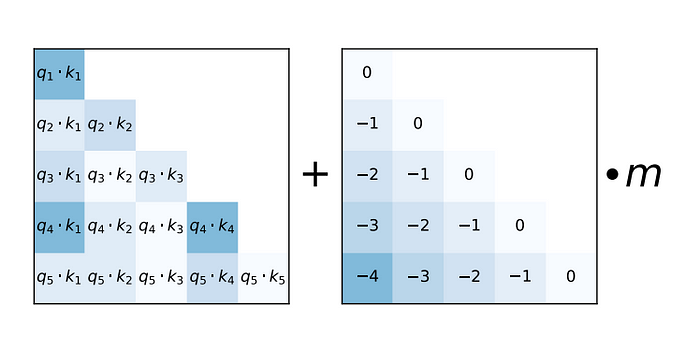 q₁·k₁ 0
q₂·k₁ q₂·k₂ −1 0
q₃·k₁ q₃·k₂ q₃·k₃ + −2 −1 0 •m
q₄·k₁ q₄·k₂ q₄·k₃ q₄·k₄ −3 −2 −1 0
q₅·k₁ q₅·k₂ q₅·k₃ q₅·k₄ q₅·k₅ −4 −3 −2 −1 0